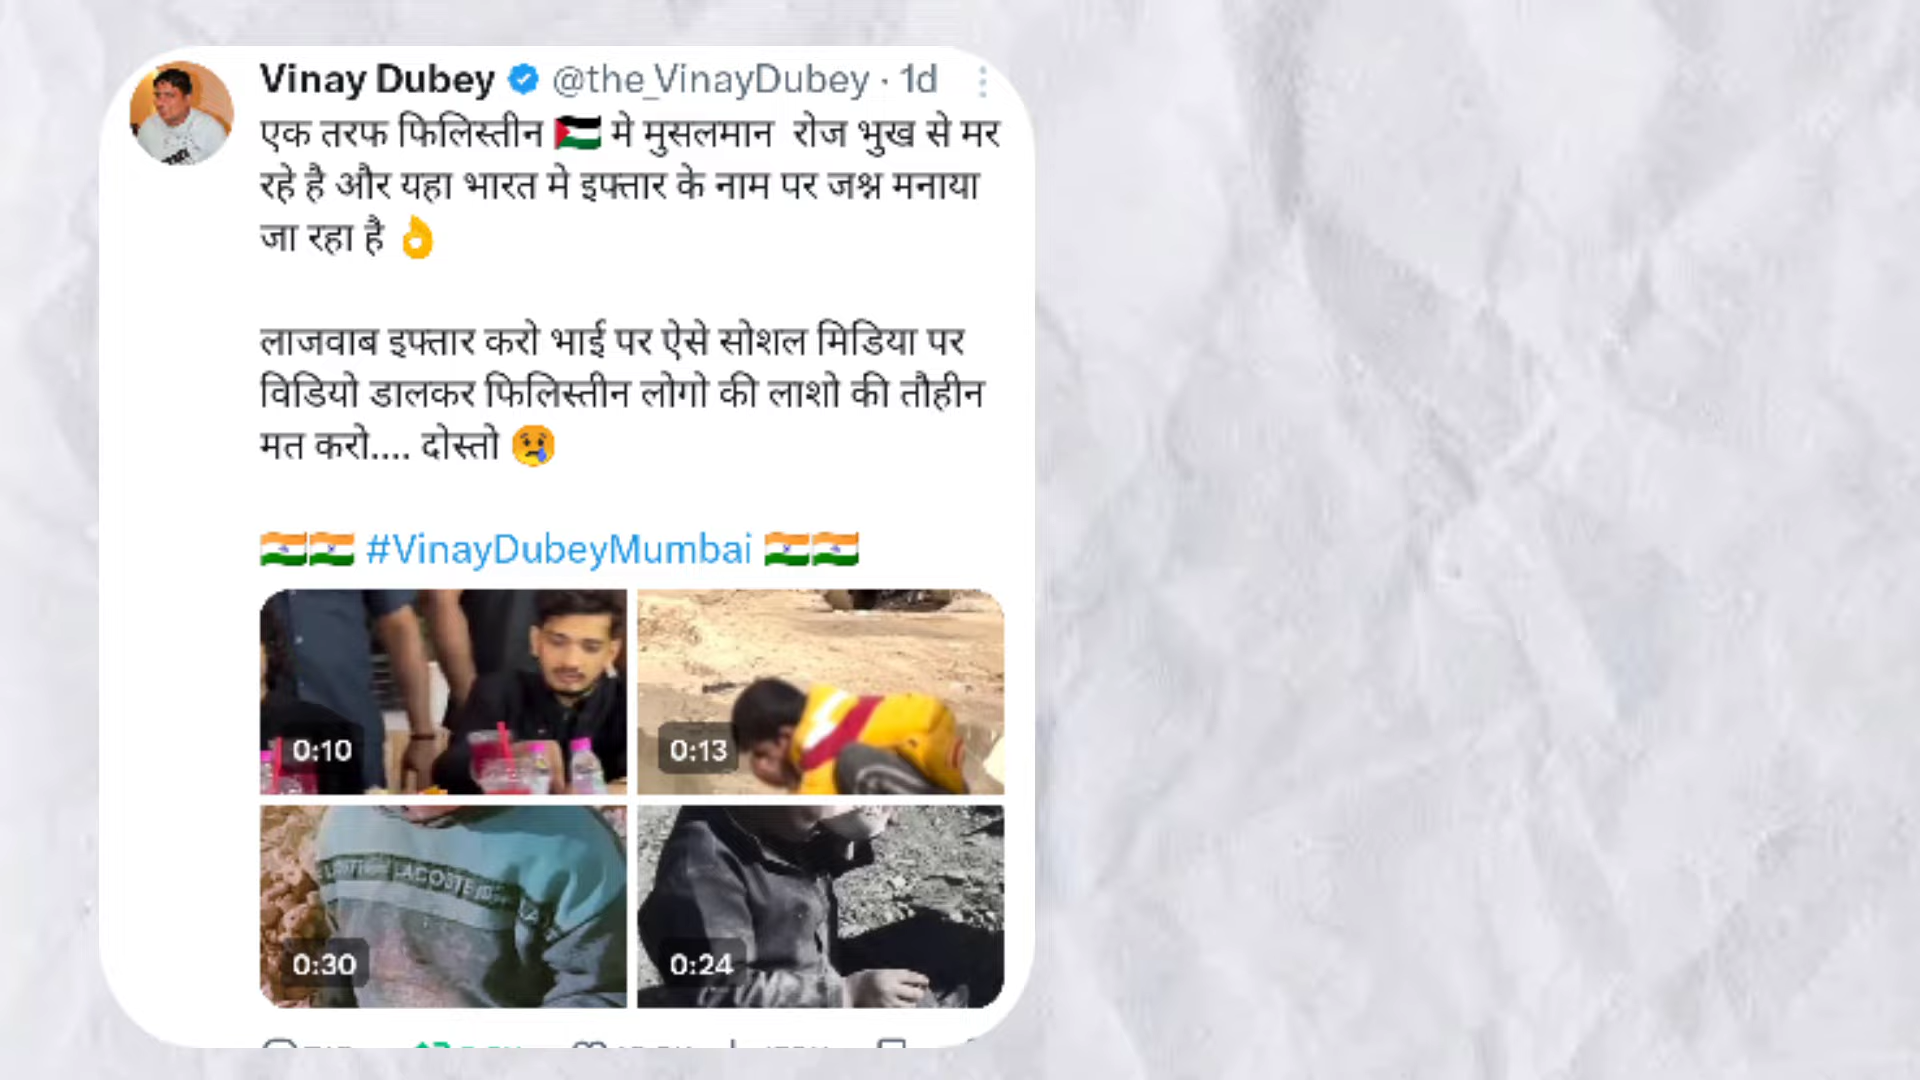 Vinay Dubey @the_VinayDubey · 1d
एक तरफ फिलिस्तीन 🇵🇸 मे मुसलमान रोज भुख से मर
रहे है और यहा भारत मे इफ्तार के नाम पर जश्न मनाया
जा रहा है 👌
लाजवाब इफ्तार करो भाई पर ऐसे सोशल मिडिया पर
विडियो डालकर फिलिस्तीन लोगो की लाशो की तौहीन
मत करो.... दोस्तो 😢
🇮🇳🇮🇳 #VinayDubeyMumbai 🇮🇳🇮🇳
0:10
0:13
LACOSTE
0:30
0:24